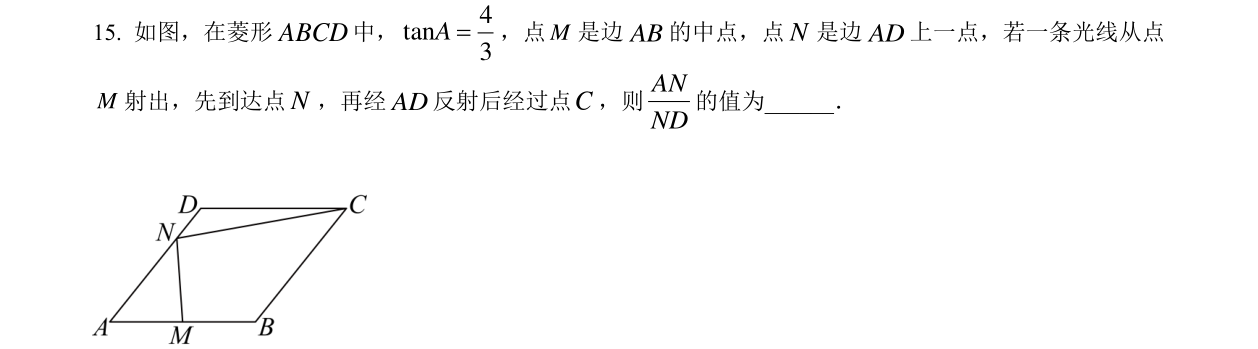 15. 如图，在菱形 ABCD 中，tanA = 4/3，点 M 是边 AB 的中点，点 N 是边 AD 上一点，若一条光线从点
M 射出，先到达点 N，再经 AD 反射后经过点 C，则 AN/ND 的值为______．
D
C
N
A
M
B